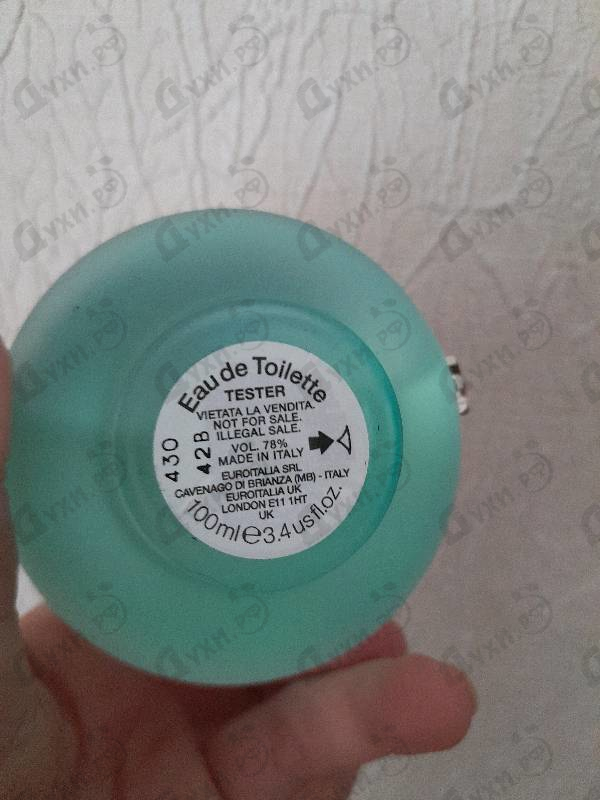 Eau de Toilette
TESTER
VIETATA LA VENDITA.
NOT FOR SALE.
ILLEGAL SALE.
VOL. 78%
MADE IN ITALY
EUROITALIA SRL
CAVENAGO DI BRIANZA (MB) - ITALY
EUROITALIA UK
LONDON E11 1HT
UK
100ml e 3.4 us fl.oz.
430
42B
Духи.РФ